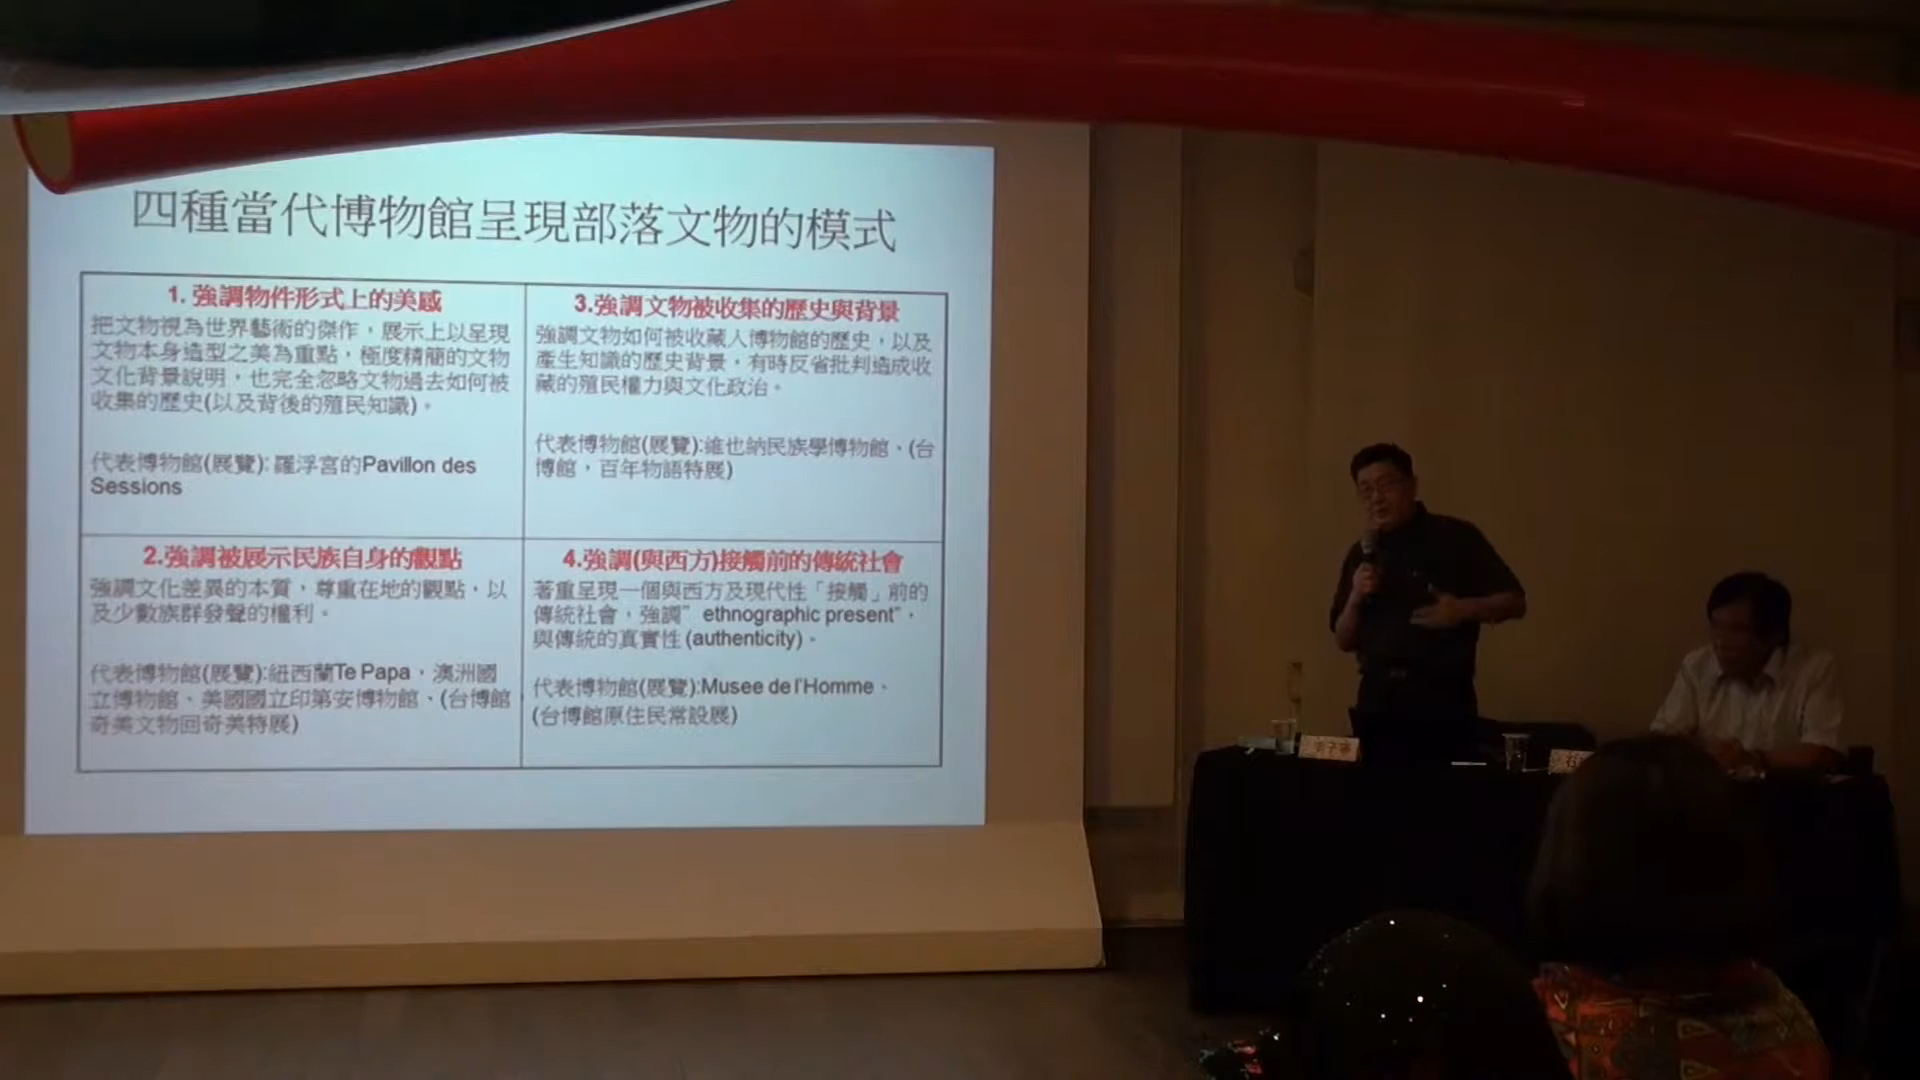 四種當代博物館呈現部落文物的模式
1. 強調物件形式上的美感
把文物視為世界藝術的傑作，展示上以呈現
文物本身造型之美為重點，極度精簡的文物
文化背景說明，也完全忽略文物過去如何被
收集的歷史(以及背後的殖民知識)。
代表博物館(展覽): 羅浮宮的Pavillon des
Sessions
2.強調被展示民族自身的觀點
強調文化差異的本質，尊重在地的觀點，以
及少數族群發聲的權利。
代表博物館(展覽):紐西蘭Te Papa、澳洲國
立博物館、美國國立印第安博物館、(台博館
奇美文物回奇美特展)
3.強調文物被收集的歷史與背景
強調文物如何被收藏人博物館的歷史，以及
產生知識的歷史背景，有時反省批判造成收
藏的殖民權力與文化政治。
代表博物館(展覽):維也納民族學博物館、(台
博館，百年物語特展)
4.強調(與西方)接觸前的傳統社會
著重呈現一個與西方及現代性「接觸」前的
傳統社會，強調” ethnographic present”，
與傳統的真實性 (authenticity)。
代表博物館(展覽):Musee de l’Homme、
(台博館原住民常設展)